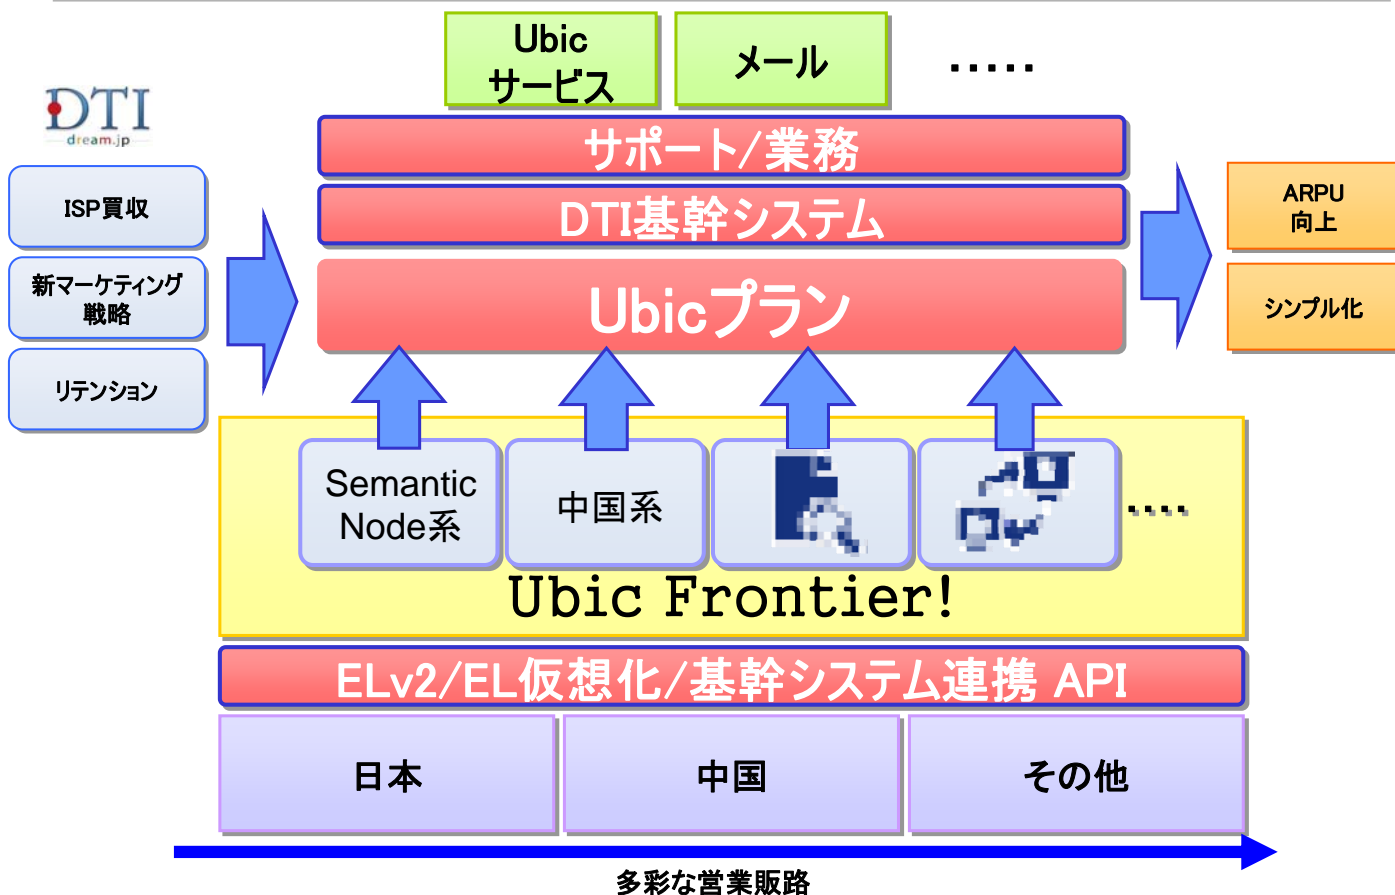 Ubic
サービス
メール
.....
DTI
dream.jp
サポート/業務
ISP買収
ARPU
向上
DTI基幹システム
新マーケティング
戦略
Ubicプラン
シンプル化
リテンション
Semantic
Node系
中国系
....
Ubic Frontier!
ELv2/EL仮想化/基幹システム連携 API
日本
中国
その他
多彩な営業販路